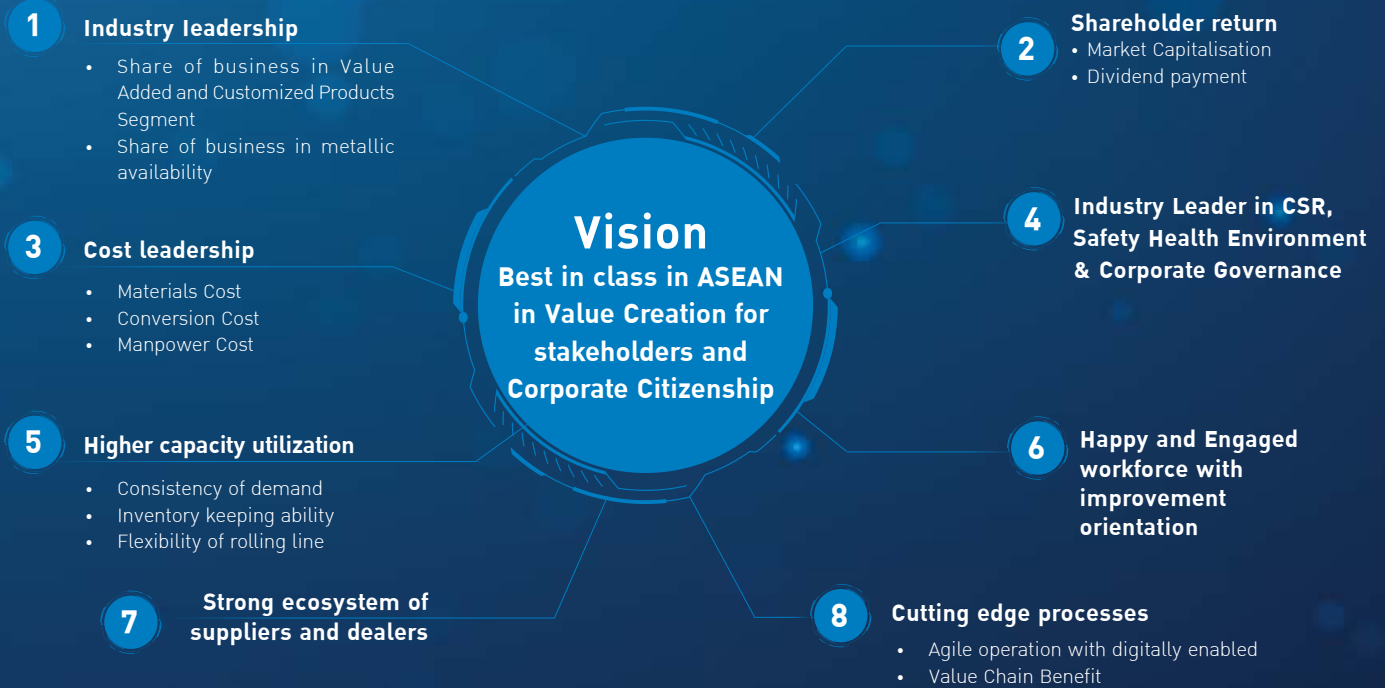 1
Industry leadership
• Share of business in Value
Added and Customized Products
Segment
• Share of business in metallic
availability
2
Shareholder return
• Market Capitalisation
• Dividend payment
3
Cost leadership
• Materials Cost
• Conversion Cost
• Manpower Cost
Vision
Best in class in ASEAN
in Value Creation for
stakeholders and
Corporate Citizenship
4
Industry Leader in CSR,
Safety Health Environment
& Corporate Governance
5
Higher capacity utilization
• Consistency of demand
• Inventory keeping ability
• Flexibility of rolling line
6
Happy and Engaged
workforce with
improvement
orientation
7
Strong ecosystem of
suppliers and dealers
8
Cutting edge processes
• Agile operation with digitally enabled
• Value Chain Benefit